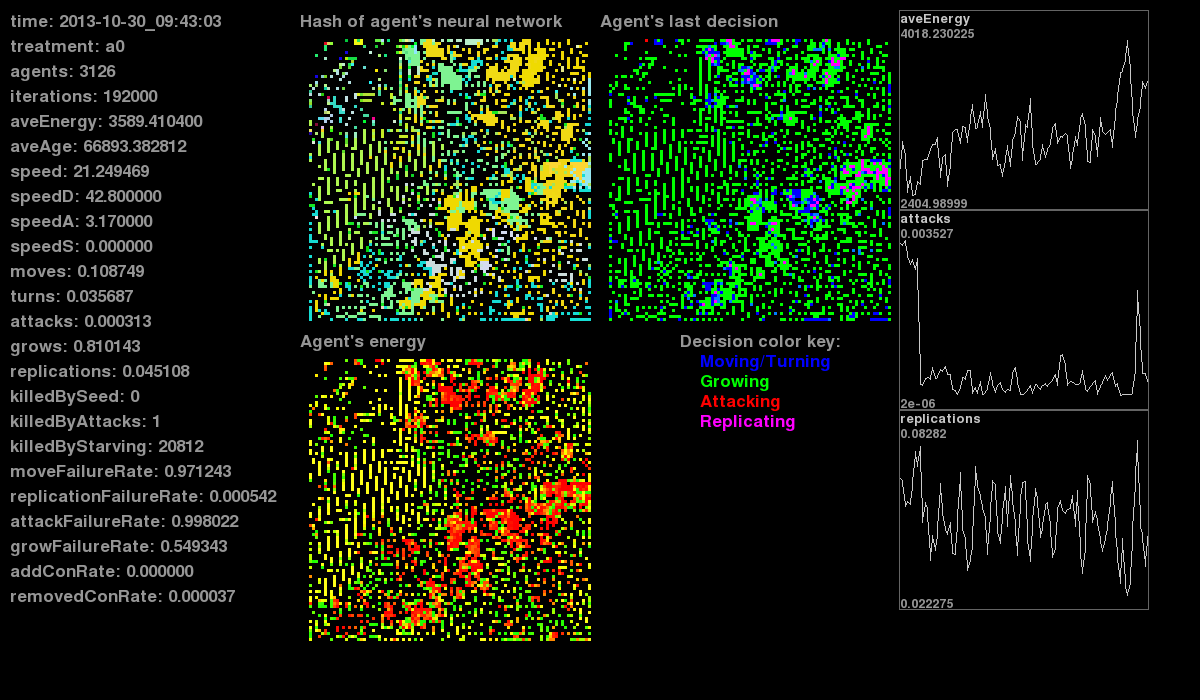 time: 2013-10-30_09:43:03
treatment: a0
agents: 3126
iterations: 192000
aveEnergy: 3589.410400
aveAge: 66893.382812
speed: 21.249469
speedD: 42.800000
speedA: 3.170000
speedS: 0.000000
moves: 0.108749
turns: 0.035687
attacks: 0.000313
grows: 0.810143
replications: 0.045108
killedBySeed: 0
killedByAttacks: 1
killedByStarving: 20812
moveFailureRate: 0.971243
replicationFailureRate: 0.000542
attackFailureRate: 0.998022
growFailureRate: 0.549343
addConRate: 0.000000
removedConRate: 0.000037
Hash of agent's neural network
Agent's last decision
Agent's energy
Decision color key:
Moving/Turning
Growing
Attacking
Replicating
aveEnergy
4018.230225
2404.98999
attacks
0.003527
2e-06
replications
0.08282
0.022275